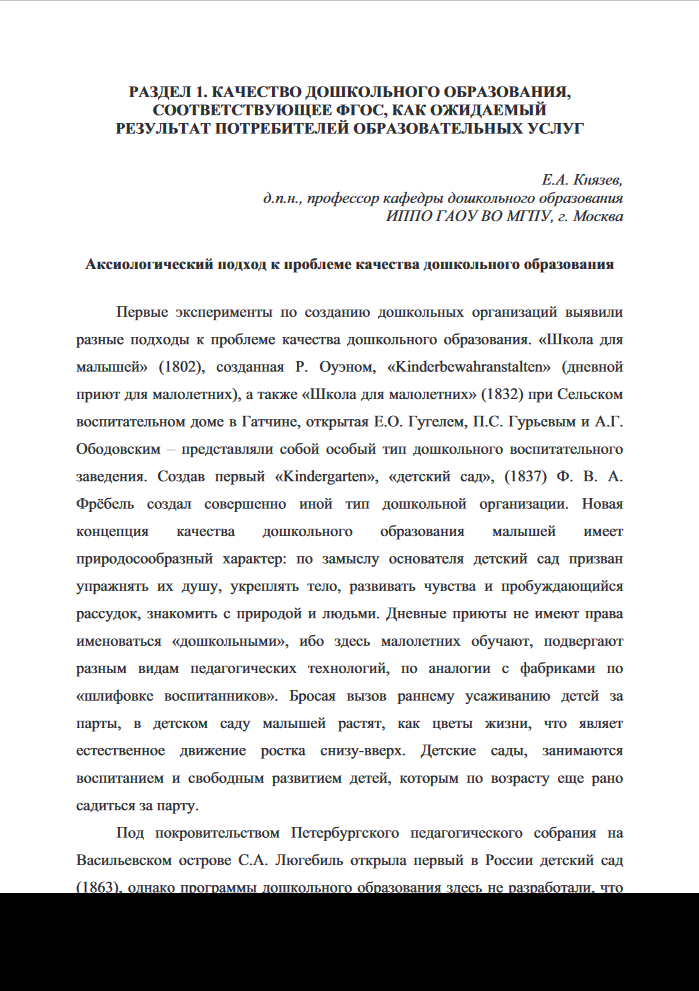 РАЗДЕЛ 1. КАЧЕСТВО ДОШКОЛЬНОГО ОБРАЗОВАНИЯ,
СООТВЕТСТВУЮЩЕЕ ФГОС, КАК ОЖИДАЕМЫЙ
РЕЗУЛЬТАТ ПОТРЕБИТЕЛЕЙ ОБРАЗОВАТЕЛЬНЫХ УСЛУГ
Е.А. Князев,
д.п.н., профессор кафедры дошкольного образования
ИППО ГАОУ ВО МГПУ, г. Москва
Аксиологический подход к проблеме качества дошкольного образования
Первые эксперименты по созданию дошкольных организаций выявили
разные подходы к проблеме качества дошкольного образования. «Школа для
малышей» (1802), созданная Р. Оуэном, «Kinderbewahranstalten» (дневной
приют для малолетних), а также «Школа для малолетних» (1832) при Сельском
воспитательном доме в Гатчине, открытая Е.О. Гугелем, П.С. Гурьевым и А.Г.
Ободовским – представляли собой особый тип дошкольного воспитательного
заведения. Создав первый «Kindergarten», «детский сад», (1837) Ф. В. А.
Фрёбель создал совершенно иной тип дошкольной организации. Новая
концепция качества дошкольного образования малышей имеет
природосообразный характер: по замыслу основателя детский сад призван
упражнять их душу, укреплять тело, развивать чувства и пробуждающийся
рассудок, знакомить с природой и людьми. Дневные приюты не имеют права
именоваться «дошкольными», ибо здесь малолетних обучают, подвергают
разным видам педагогических технологий, по аналогии с фабриками по
«шлифовке воспитанников». Бросая вызов раннему усаживанию детей за
парты, в детском саду малышей растят, как цветы жизни, что являет
естественное движение ростка снизу-вверх. Детские сады, занимаются
воспитанием и свободным развитием детей, которым по возрасту еще рано
садиться за парту.
Под покровительством Петербургского педагогического собрания на
Васильевском острове С.А. Люгебиль открыла первый в России детский сад
(1863), однако программы дошкольного образования здесь не разработали, что